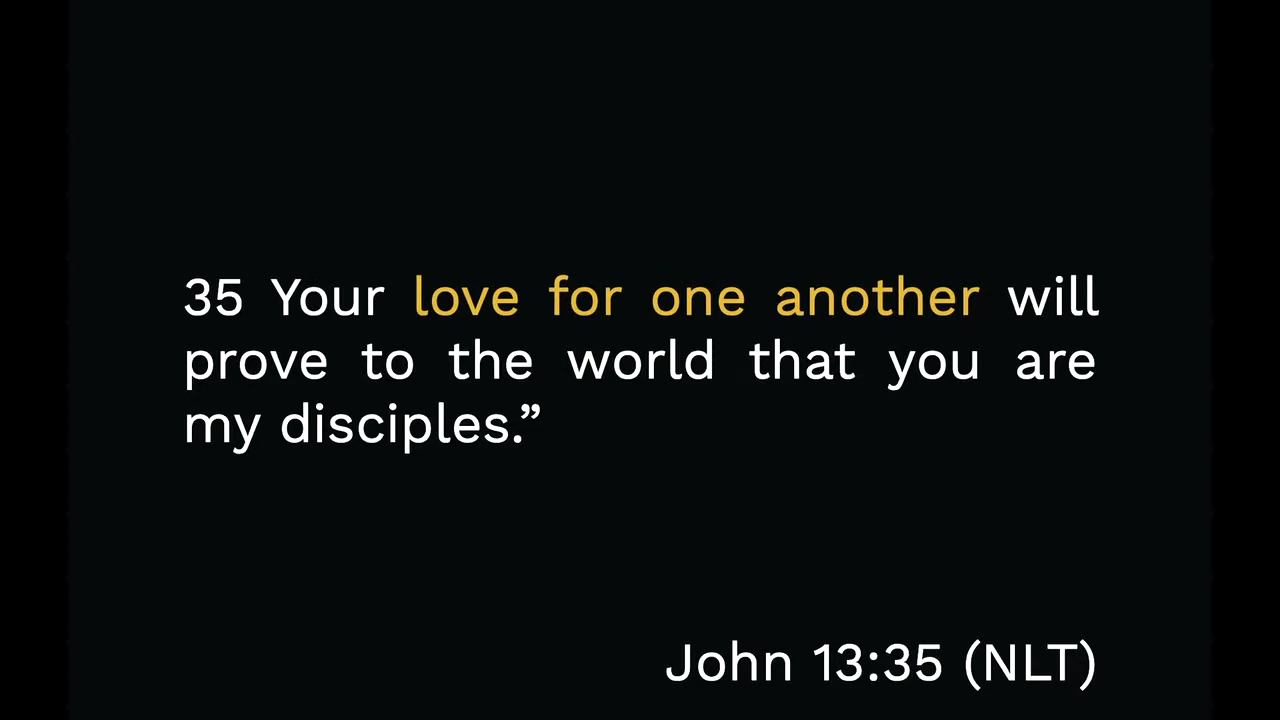 35 Your love for one another will
prove to the world that you are
my disciples.”
John 13:35 (NLT)